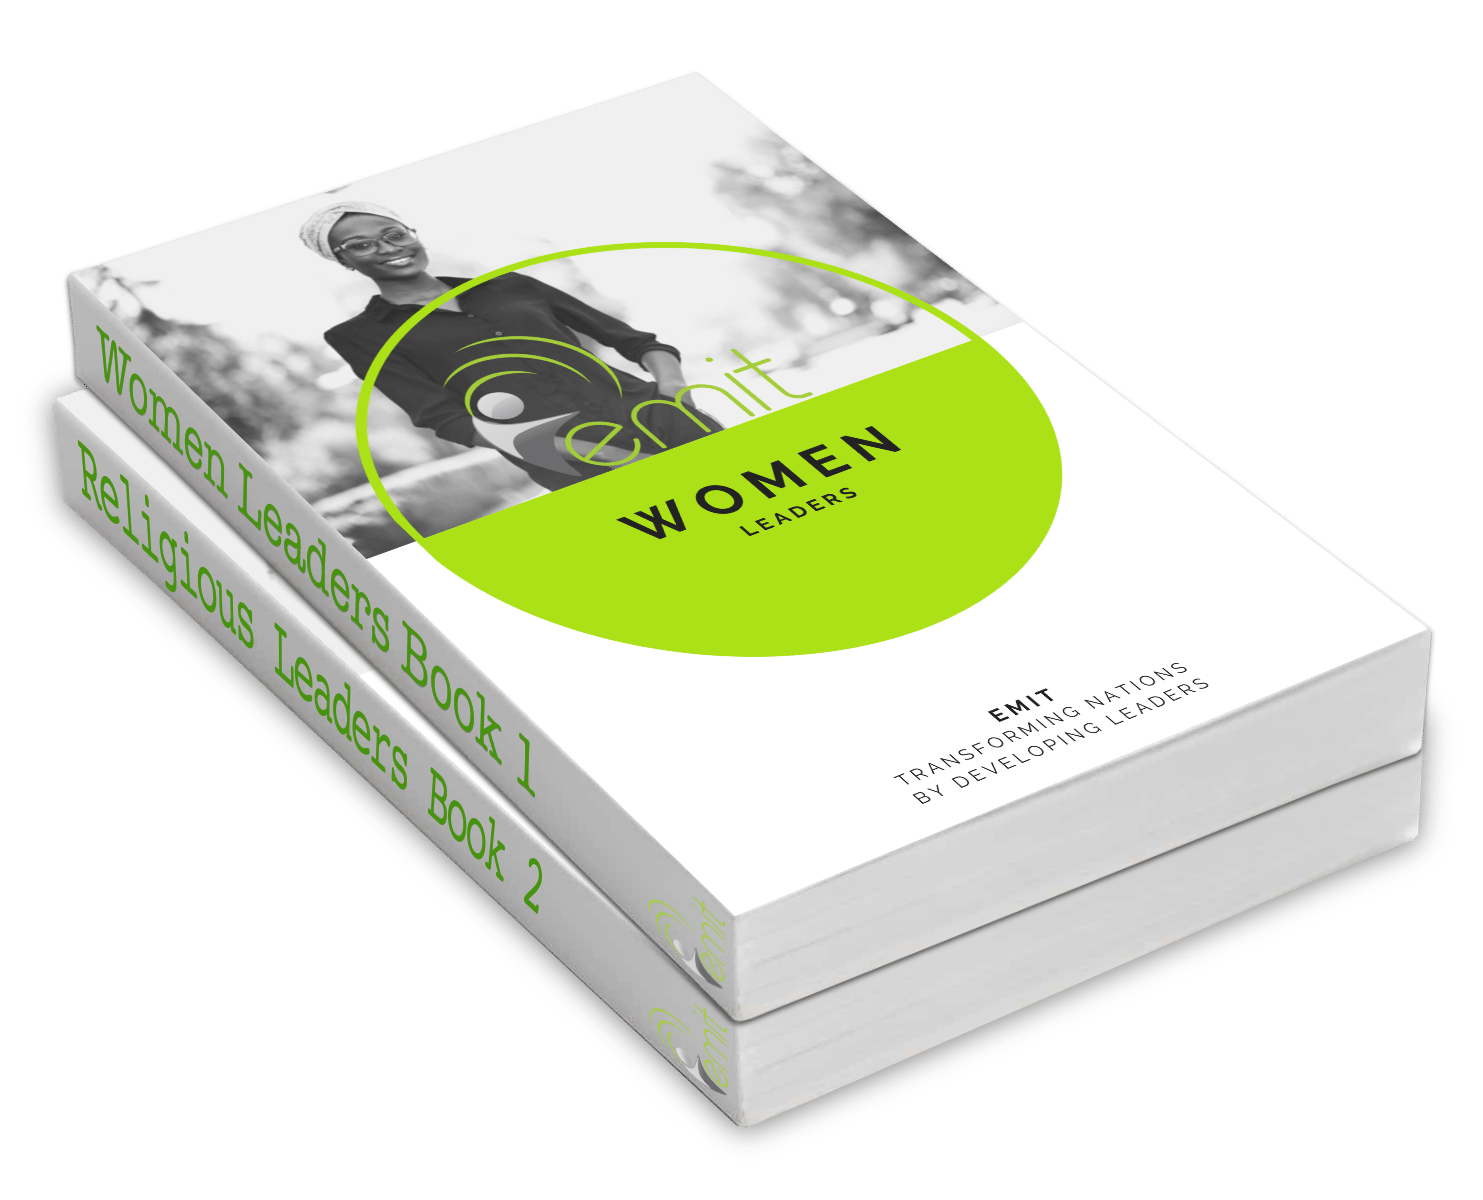 emit
WOMEN
LEADERS
EMIT
TRANSFORMING NATIONS
BY DEVELOPING LEADERS
Women Leaders Book 1
emit
Religious Leaders Book 2
emit